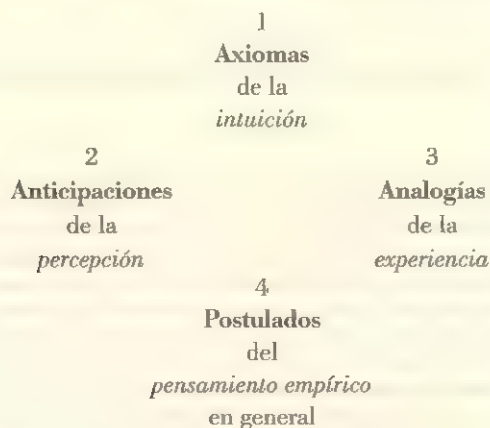 1
Axiomas
de la
intuición
2
Anticipaciones
de la
percepción
3
Analogías
de la
experiencia
4
Postulados
del
pensamiento empírico
en general